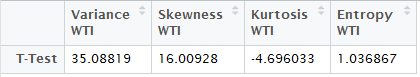 Variance WTI Skewness WTI Kurtosis WTI Entropy WTI
T-Test 35.08819 16.00928 -4.696033 1.036867